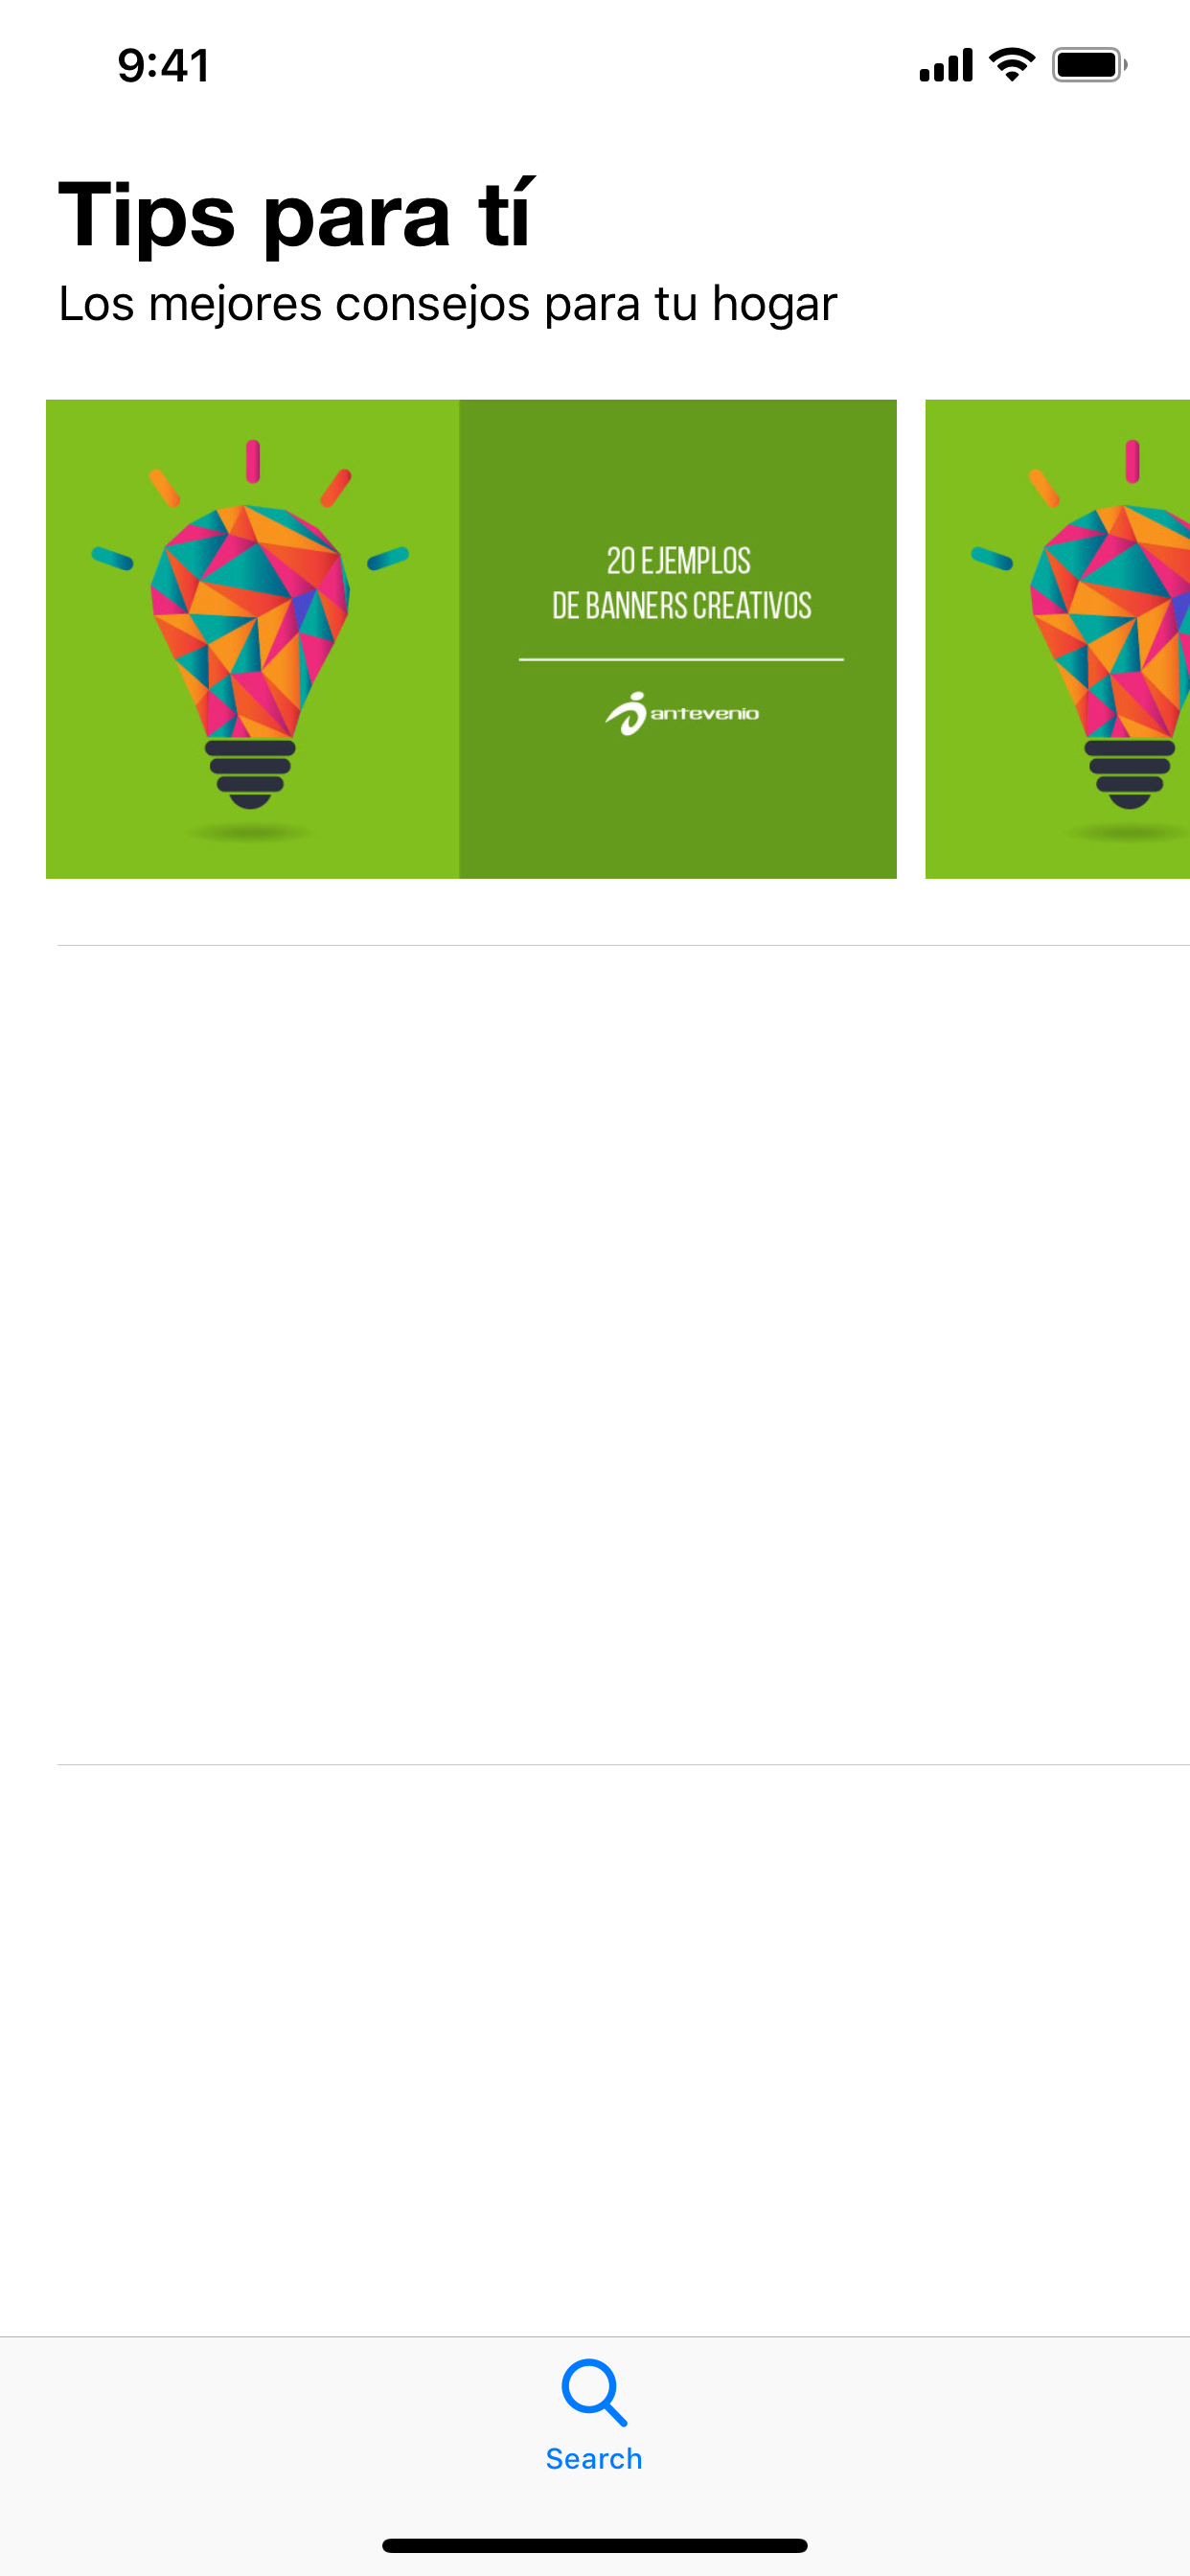 9:41
Tips para tí
Los mejores consejos para tu hogar
20 EJEMPLOS
DE BANNERS CREATIVOS
antevenio
Search